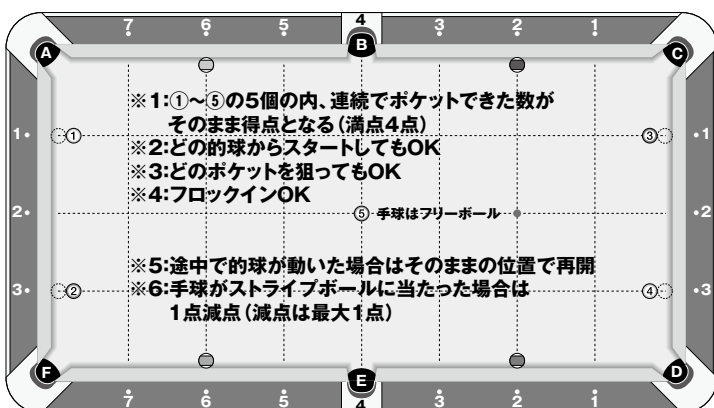 7 6 5 4 3 2 1
A B C
※1:①～⑤の5個の内、連続でポケットできた数が
そのまま得点となる（満点4点）
1 ① ③ 1
※2:どの的球からスタートしてもOK
※3:どのポケットを狙ってもOK
※4:フロックインOK
2 ⑤ 手球はフリーボール 2
※5:途中で的球が動いた場合はそのままの位置で再開
3 ② ④ 3
※6:手球がストライプボールに当たった場合は
1点減点（減点は最大1点）
F E D
7 6 5 4 3 2 1